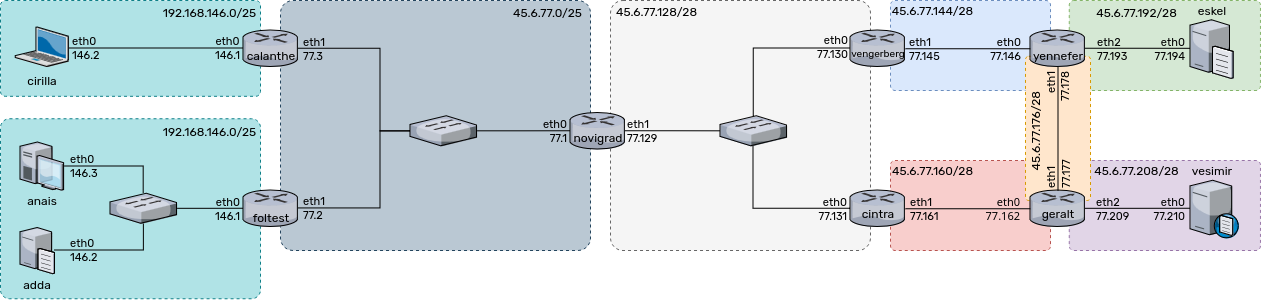 192.168.146.0/25
45.6.77.0/25
45.6.77.128/28
45.6.77.144/28
45.6.77.192/28
eskel
eth0
146.2
cirilla
eth0
146.1
calanthe
eth1
77.3
eth0
77.130
vengerberg
eth1
77.145
eth0
77.146
yennefer
eth2
77.193
eth0
77.194
eth1
77.178
45.6.77.176/28
192.168.146.0/25
eth0
77.1
novigrad
eth1
77.129
eth0
146.3
anais
45.6.77.160/28
eth1
77.177
45.6.77.208/28
vesimir
eth0
146.1
foltest
eth1
77.2
eth0
77.131
cintra
eth1
77.161
eth0
77.162
geralt
eth2
77.209
eth0
77.210
eth0
146.2
adda